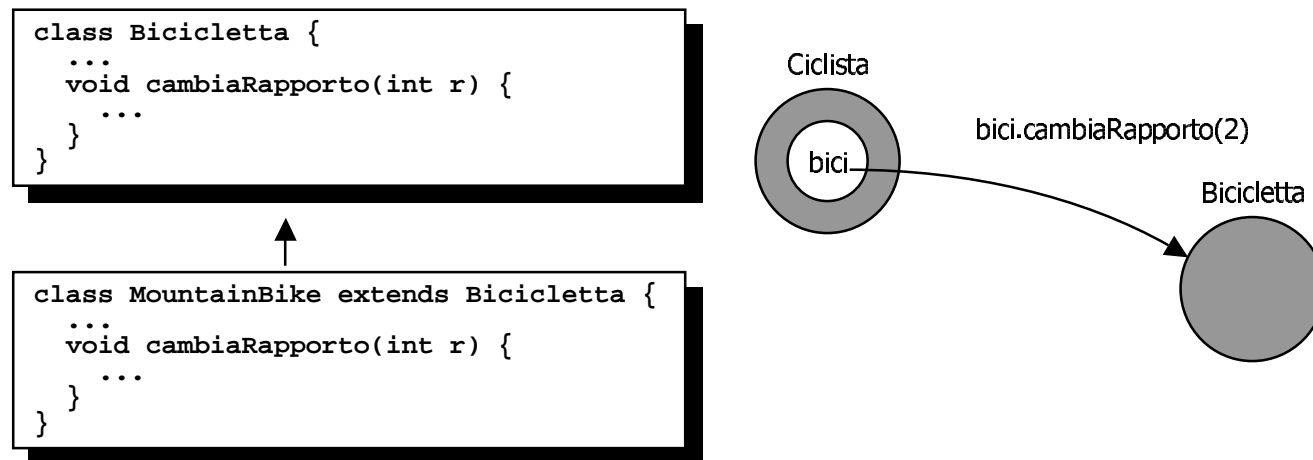 class Bicicletta {
...
void cambiaRapporto(int r) {
...
}
}
class MountainBike extends Bicicletta {
...
void cambiaRapporto(int r) {
...
}
}
Ciclista
bici
bici.cambiaRapporto(2)
Bicicletta